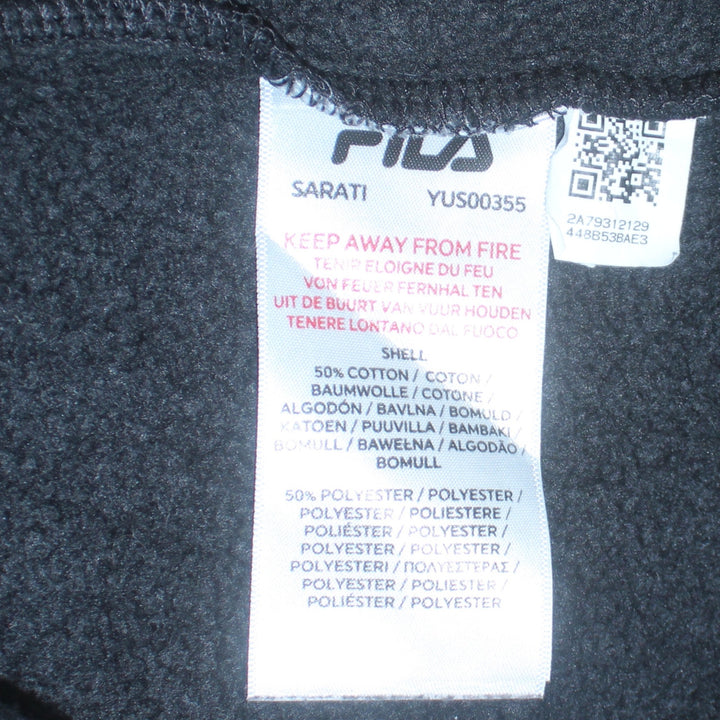 FILA
SARATI YUS00355
KEEP AWAY FROM FIRE
TENIR ELOIGNE DU FEU
VON FEUER FERNHALTEN
UIT DE BUURT VAN VUUR HOUDEN
TENERE LONTANO DAL FUOCO
SHELL
50% COTTON / COTON /
BAUMWOLLE / COTONE /
ALGODÓN / BAVLNA / BOMULD /
KATOEN / PUUVILLA / BAMBAKI /
BOMULL / BAWEŁNA / ALGODÃO /
BOMULL
50% POLYESTER / POLYESTER /
POLYESTER / POLIESTERE /
POLIÉSTER / POLYESTER /
POLYESTER / POLYESTER /
POLYESTERI / ΠΟΛΥΕΣΤΕΡΑΣ /
POLYESTER / POLIESTER /
POLIÉSTER / POLYESTER
2A79312129
448B53BAE3